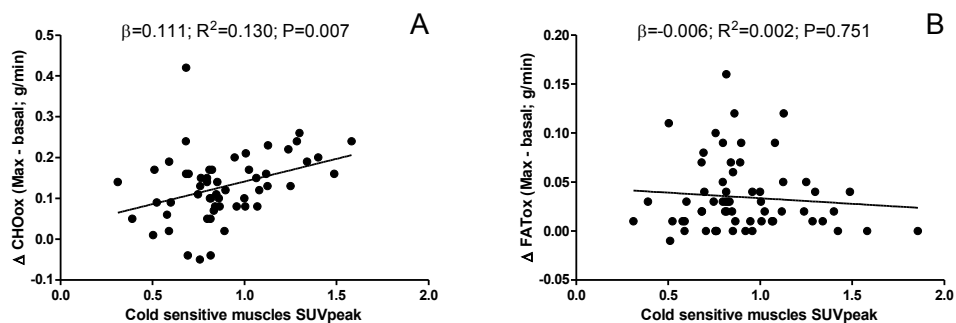 β=0.111; R²=0.130; P=0.007
A
Δ CHOox (Max - basal; g/min)
0.5
0.4
0.3
0.2
0.1
0.0
-0.1
0.0 0.5 1.0 1.5 2.0
Cold sensitive muscles SUVpeak
β=-0.006; R²=0.002; P=0.751
B
Δ FATox (Max - basal; g/min)
0.20
0.15
0.10
0.05
0.00
-0.05
0.0 0.5 1.0 1.5 2.0
Cold sensitive muscles SUVpeak